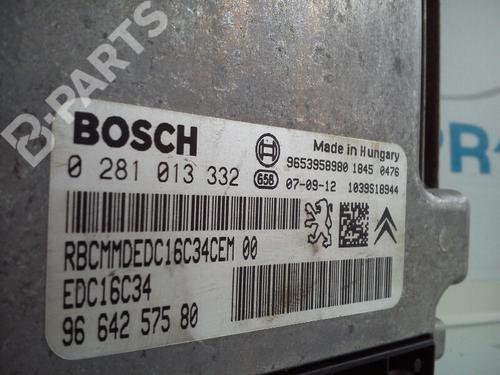 B-PARTS
BOSCH
Made in Hungary
9653958980 1845 0476
0 281 013 332
658
07-09-12 1039S18944
RBCMMDEDC16C34CEM 00
EDC16C34
96 642 575 80
PR